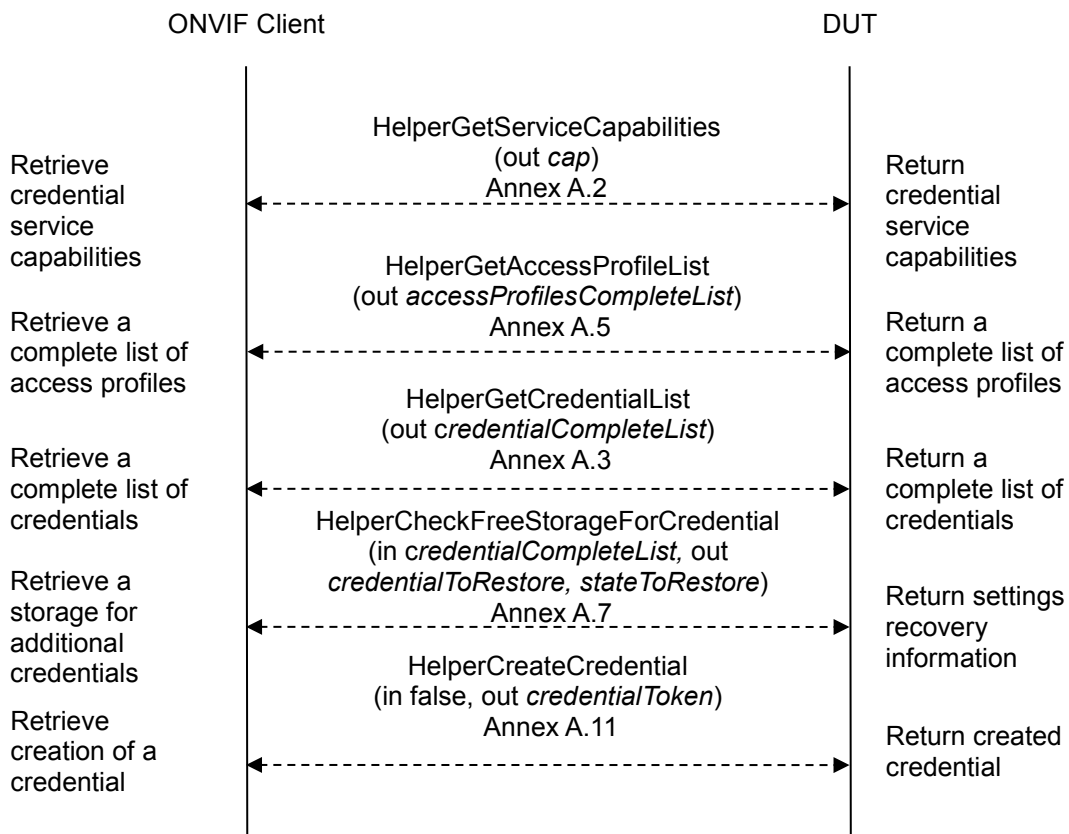 ONVIF Client
DUT
HelperGetServiceCapabilities
(out cap)
Annex A.2
Retrieve
credential
service
capabilities
Return
credential
service
capabilities
HelperGetAccessProfileList
(out accessProfilesCompleteList)
Annex A.5
Retrieve a
complete list of
access profiles
Return a
complete list of
access profiles
HelperGetCredentialList
(out credentialCompleteList)
Annex A.3
Retrieve a
complete list of
credentials
Return a
complete list of
credentials
HelperCheckFreeStorageForCredential
(in credentialCompleteList, out
credentialToRestore, stateToRestore)
Annex A.7
Retrieve a
storage for
additional
credentials
Return settings
recovery
information
HelperCreateCredential
(in false, out credentialToken)
Annex A.11
Retrieve
creation of a
credential
Return created
credential